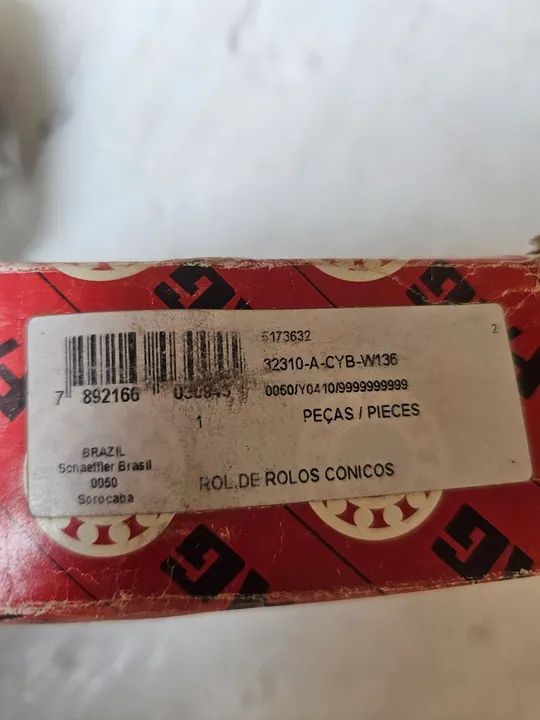 5173632
2
32310-A-CYB-W136
7 892166
0050/Y0410/9999999999
1
PEÇAS / PIECES
BRAZIL
Schaeffler Brasil
0050
Sorocaba
ROL.DE ROLOS CONICOS